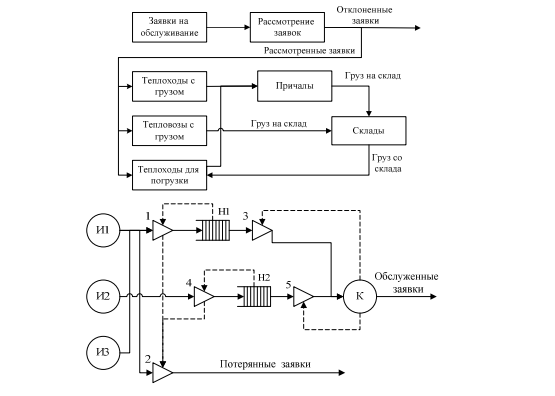 Заявки на
обслуживание
Рассмотрение
заявок
Отклоненные
заявки
Рассмотренные заявки
Теплоходы с
грузом
Причалы
Груз на склад
Тепловозы с
грузом
Груз на склад
Склады
Теплоходы для
погрузки
Груз со
склада
1
Н1
3
И1
4
Н2
5
И2
К
Обслуженные
заявки
И3
2
Потерянные заявки